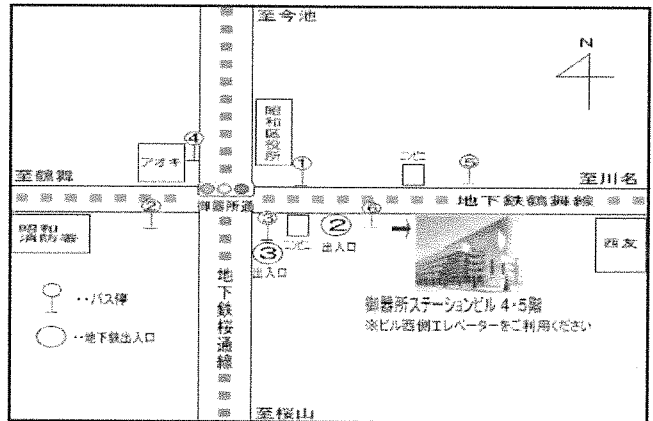 至今池
N
昭和区役所
④
アオキ
①
コンビニ
⑤
至鶴舞
至川名
地下鉄鶴舞線
御器所通
②
③
⑥
昭和
消防署
コンビニ
②
出入口
③
出入口
西友
地下鉄桜通線
御器所ステーションビル 4・5階
※ビル西側エレベーターをご利用ください
・・バス停
・・地下鉄出入口
至桜山